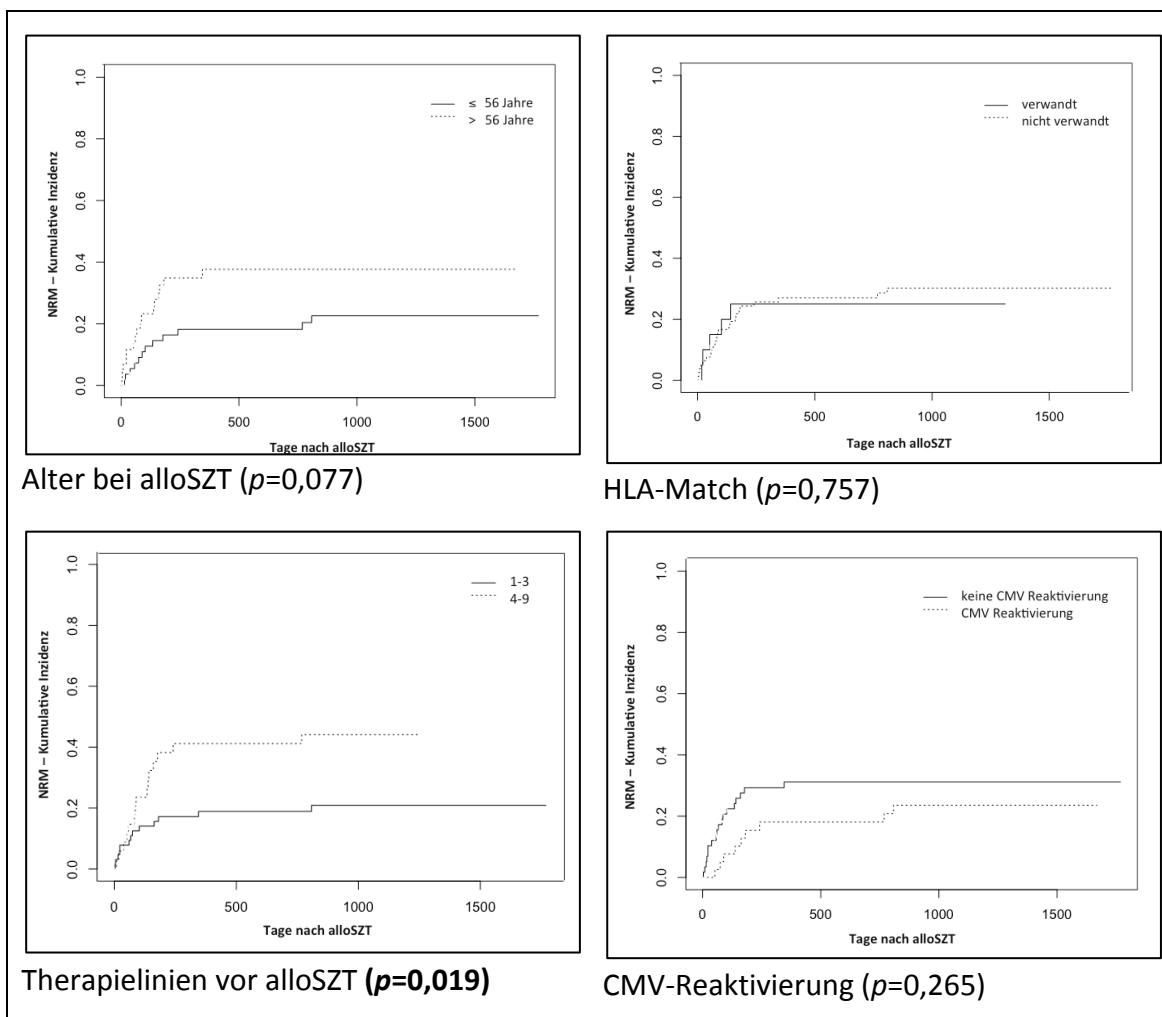 ≤ 56 Jahre
> 56 Jahre
NRM – Kumulative Inzidenz
1.0
0.8
0.6
0.4
0.2
0.0
0 500 1000 1500
Tage nach alloSZT
Alter bei alloSZT (p=0,077)
verwandt
nicht verwandt
NRM – Kumulative Inzidenz
1.0
0.8
0.6
0.4
0.2
0.0
0 500 1000 1500
Tage nach alloSZT
HLA-Match (p=0,757)
1-3
4-9
NRM – Kumulative Inzidenz
1.0
0.8
0.6
0.4
0.2
0.0
0 500 1000 1500
Tage nach alloSZT
Therapielinien vor alloSZT (p=0,019)
keine CMV Reaktivierung
CMV Reaktivierung
NRM – Kumulative Inzidenz
1.0
0.8
0.6
0.4
0.2
0.0
0 500 1000 1500
Tage nach alloSZT
CMV-Reaktivierung (p=0,265)